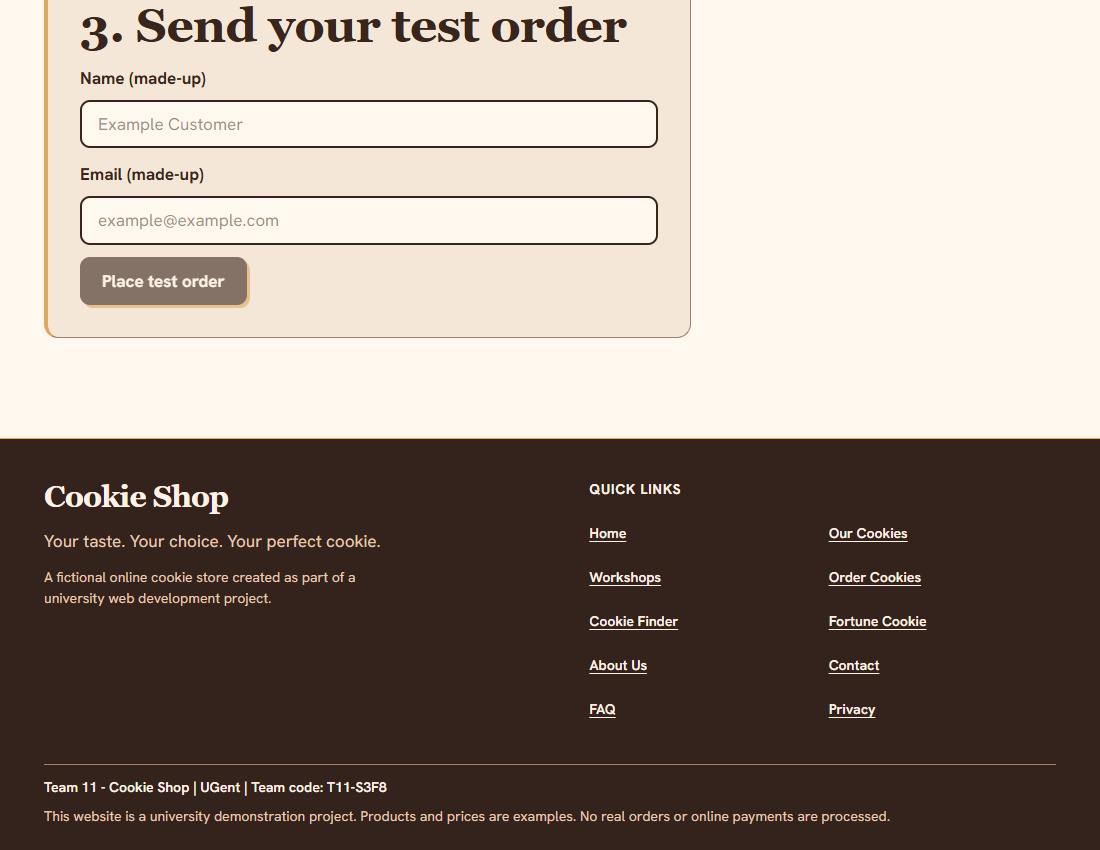 3. Send your test order
Name (made-up)
Example Customer
Email (made-up)
example@example.com
Place test order
Cookie Shop
Your taste. Your choice. Your perfect cookie.
A fictional online cookie store created as part of a
university web development project.
QUICK LINKS
Home
Our Cookies
Workshops
Order Cookies
Cookie Finder
Fortune Cookie
About Us
Contact
FAQ
Privacy
Team 11 - Cookie Shop | UGent | Team code: T11-S3F8
This website is a university demonstration project. Products and prices are examples. No real orders or online payments are processed.